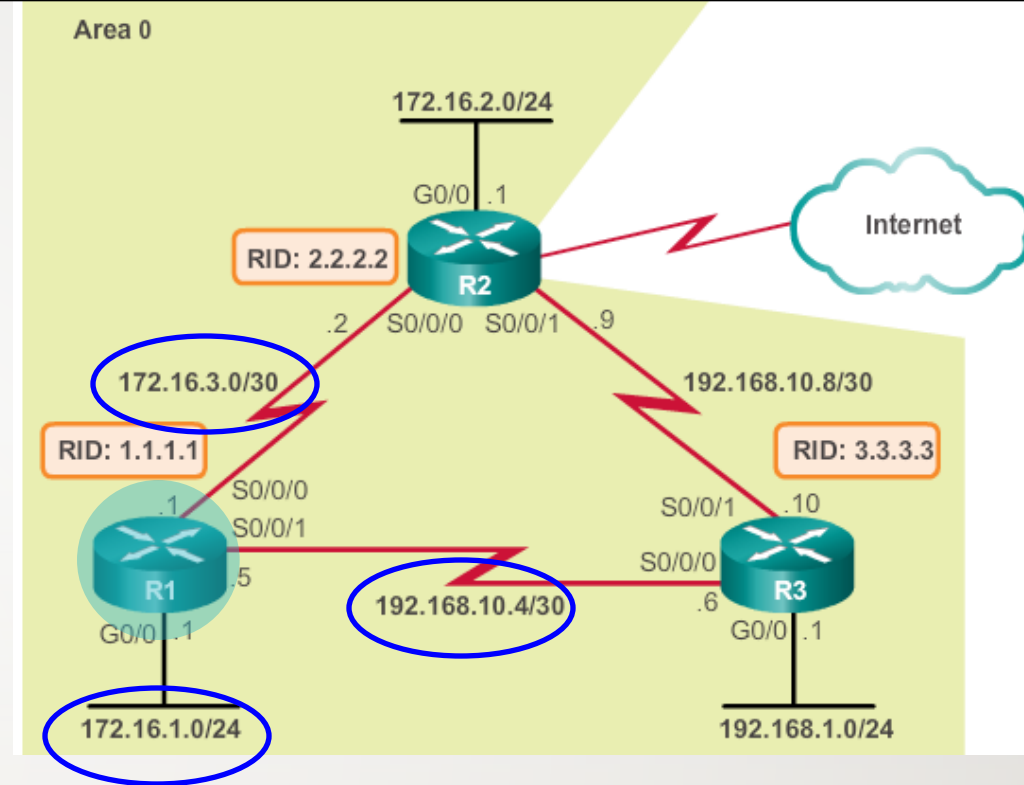 Area 0
172.16.2.0/24
G0/0 .1
Internet
RID: 2.2.2.2
R2
.2 S0/0/0 S0/0/1 .9
172.16.3.0/30
192.168.10.8/30
RID: 1.1.1.1
RID: 3.3.3.3
.1 S0/0/0
S0/0/1 .10
S0/0/1
S0/0/0
R1 .5
R3
192.168.10.4/30
.6
G0/0 .1
G0/0 .1
172.16.1.0/24
192.168.1.0/24